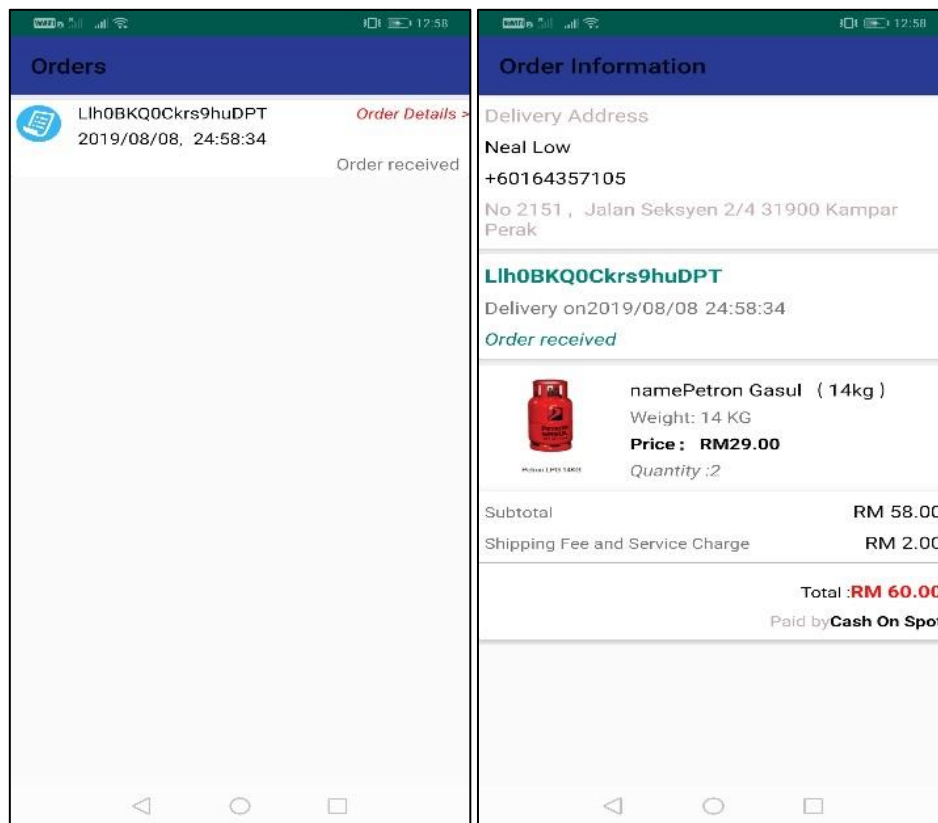 12:58
Orders
Llh0BKQ0Ckrs9huDPT
Order Details >
2019/08/08, 24:58:34
Order received
12:58
Order Information
Delivery Address
Neal Low
+60164357105
No 2151 , Jalan Seksyen 2/4 31900 Kampar
Perak
Llh0BKQ0Ckrs9huDPT
Delivery on2019/08/08 24:58:34
Order received
namePetron Gasul ( 14kg )
Weight: 14 KG
Price : RM29.00
Quantity :2
Petron LPG 14KG
Subtotal RM 58.00
Shipping Fee and Service Charge RM 2.00
Total :RM 60.00
Paid byCash On Spot